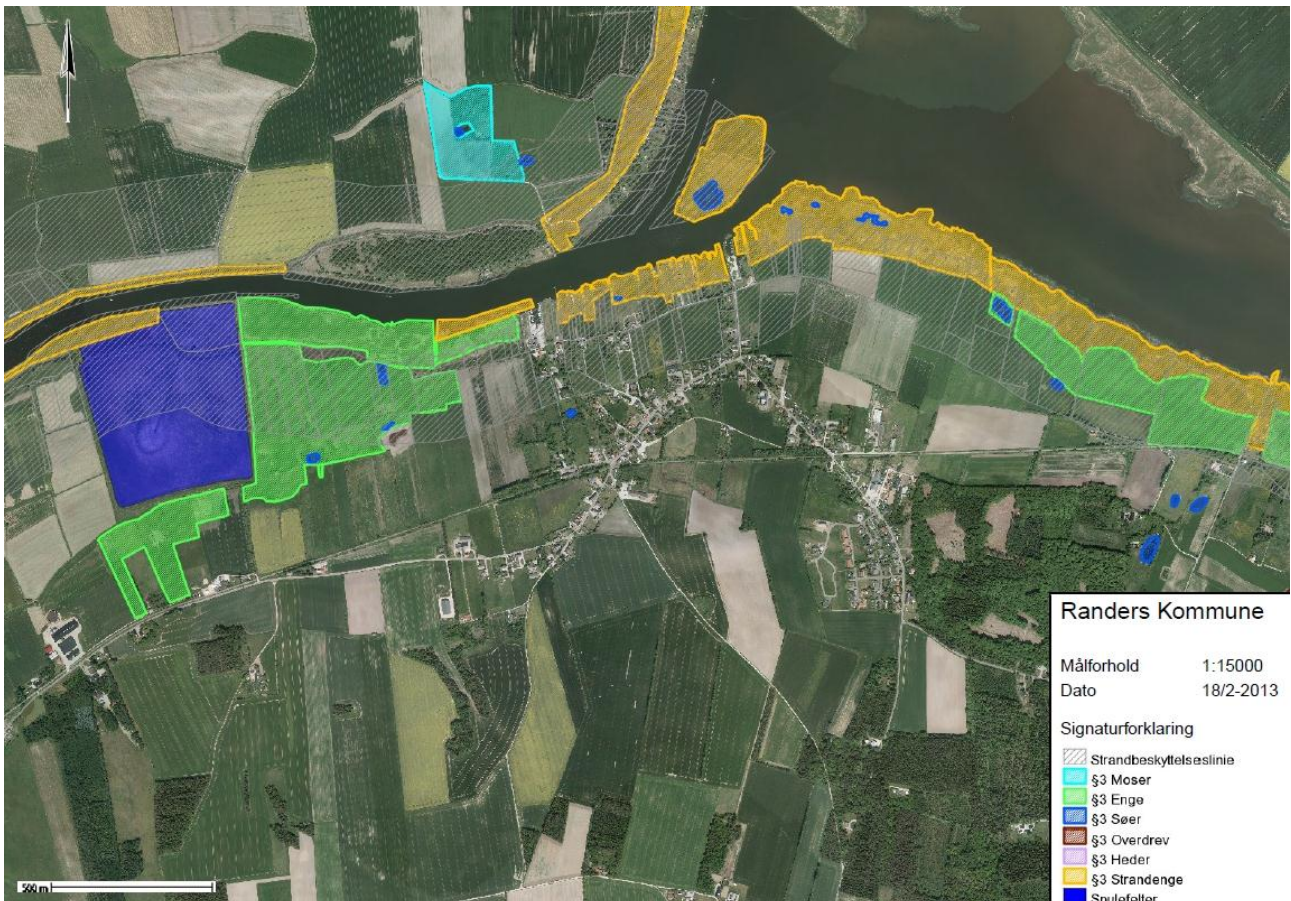 Randers Kommune
Målforhold 1:15000
Dato 18/2-2013
Signaturforklaring
Strandbeskyttelseslinie
§3 Moser
§3 Enge
§3 Søer
§3 Overdrev
§3 Heder
§3 Strandenge
Spulefelter
500 m